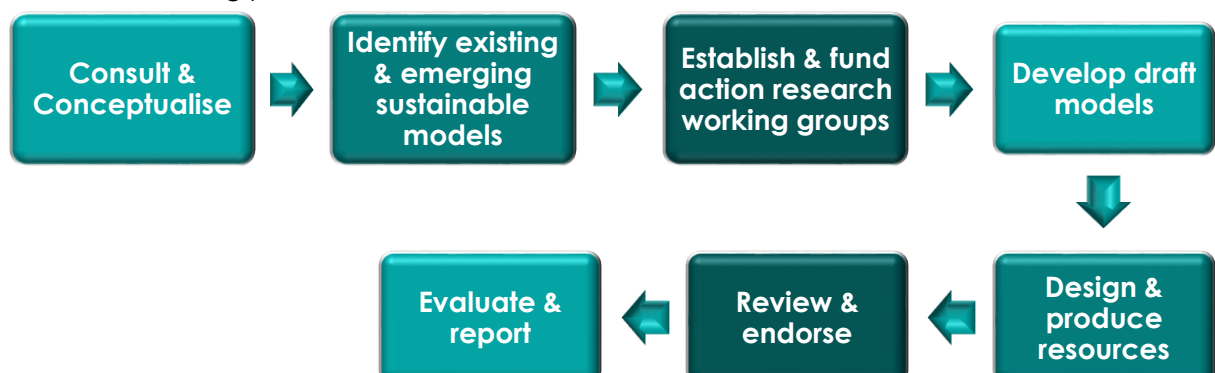 Consult &
Conceptualise
Identify existing
& emerging
sustainable
models
Establish & fund
action research
working groups
Develop draft
models
Design &
produce
resources
Review &
endorse
Evaluate &
report